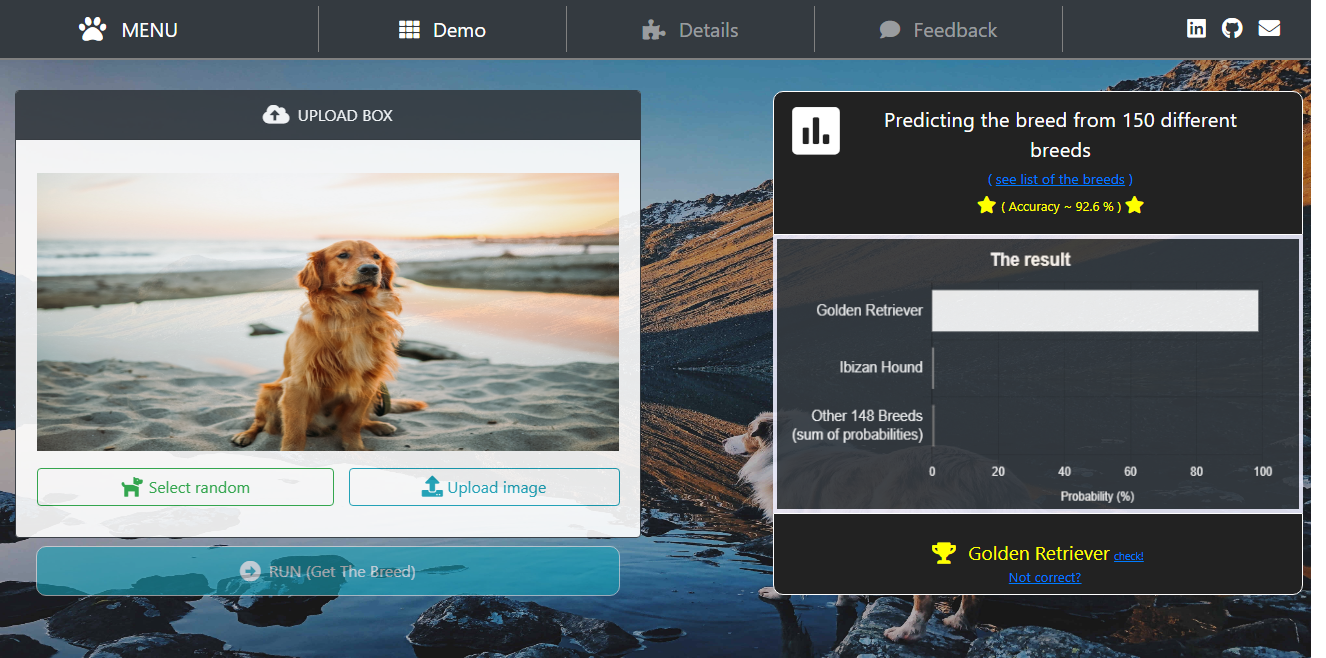 MENU
Demo
Details
Feedback
UPLOAD BOX
Select random
Upload image
RUN (Get The Breed)
Predicting the breed from 150 different
breeds
( see list of the breeds )
( Accuracy ~ 92.6 % )
The result
Golden Retriever
Ibizan Hound
Other 148 Breeds
(sum of probabilities)
0 20 40 60 80 100
Probability (%)
Golden Retriever check!
Not correct?